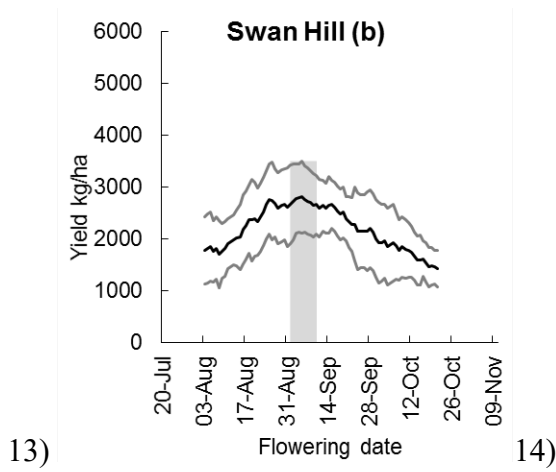 Swan Hill (b)
6000
5000
4000
3000
2000
1000
0
Yield kg/ha
20-Jul
03-Aug
17-Aug
31-Aug
14-Sep
28-Sep
12-Oct
26-Oct
09-Nov
Flowering date
13)
14)